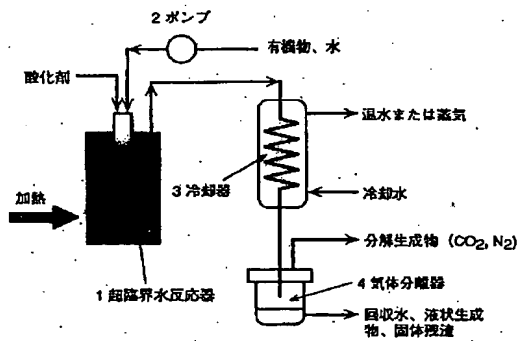 2 ポンプ
有機物、水
酸化剤
温水または蒸気
3 冷却器
冷却水
加熱
分解生成物 (CO2, N2)
1 超臨界水反応器
4 気体分離器
回収水、液状生成
物、固体残渣